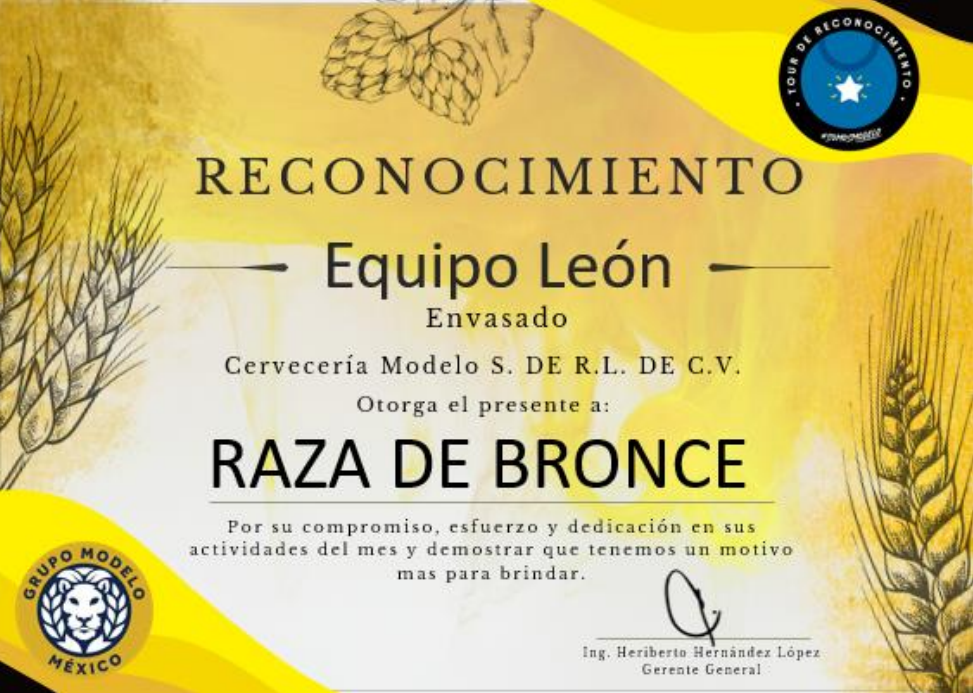 TOUR DE RECONOCIMIENTO
#SOMOSMODELO
RECONOCIMIENTO
Equipo León
Envasado
Cervecería Modelo S. DE R.L. DE C.V.
Otorga el presente a:
RAZA DE BRONCE
Por su compromiso, esfuerzo y dedicación en sus
actividades del mes y demostrar que tenemos un motivo
mas para brindar.
GRUPO MODELO
MÉXICO
Ing. Heriberto Hernández López
Gerente General